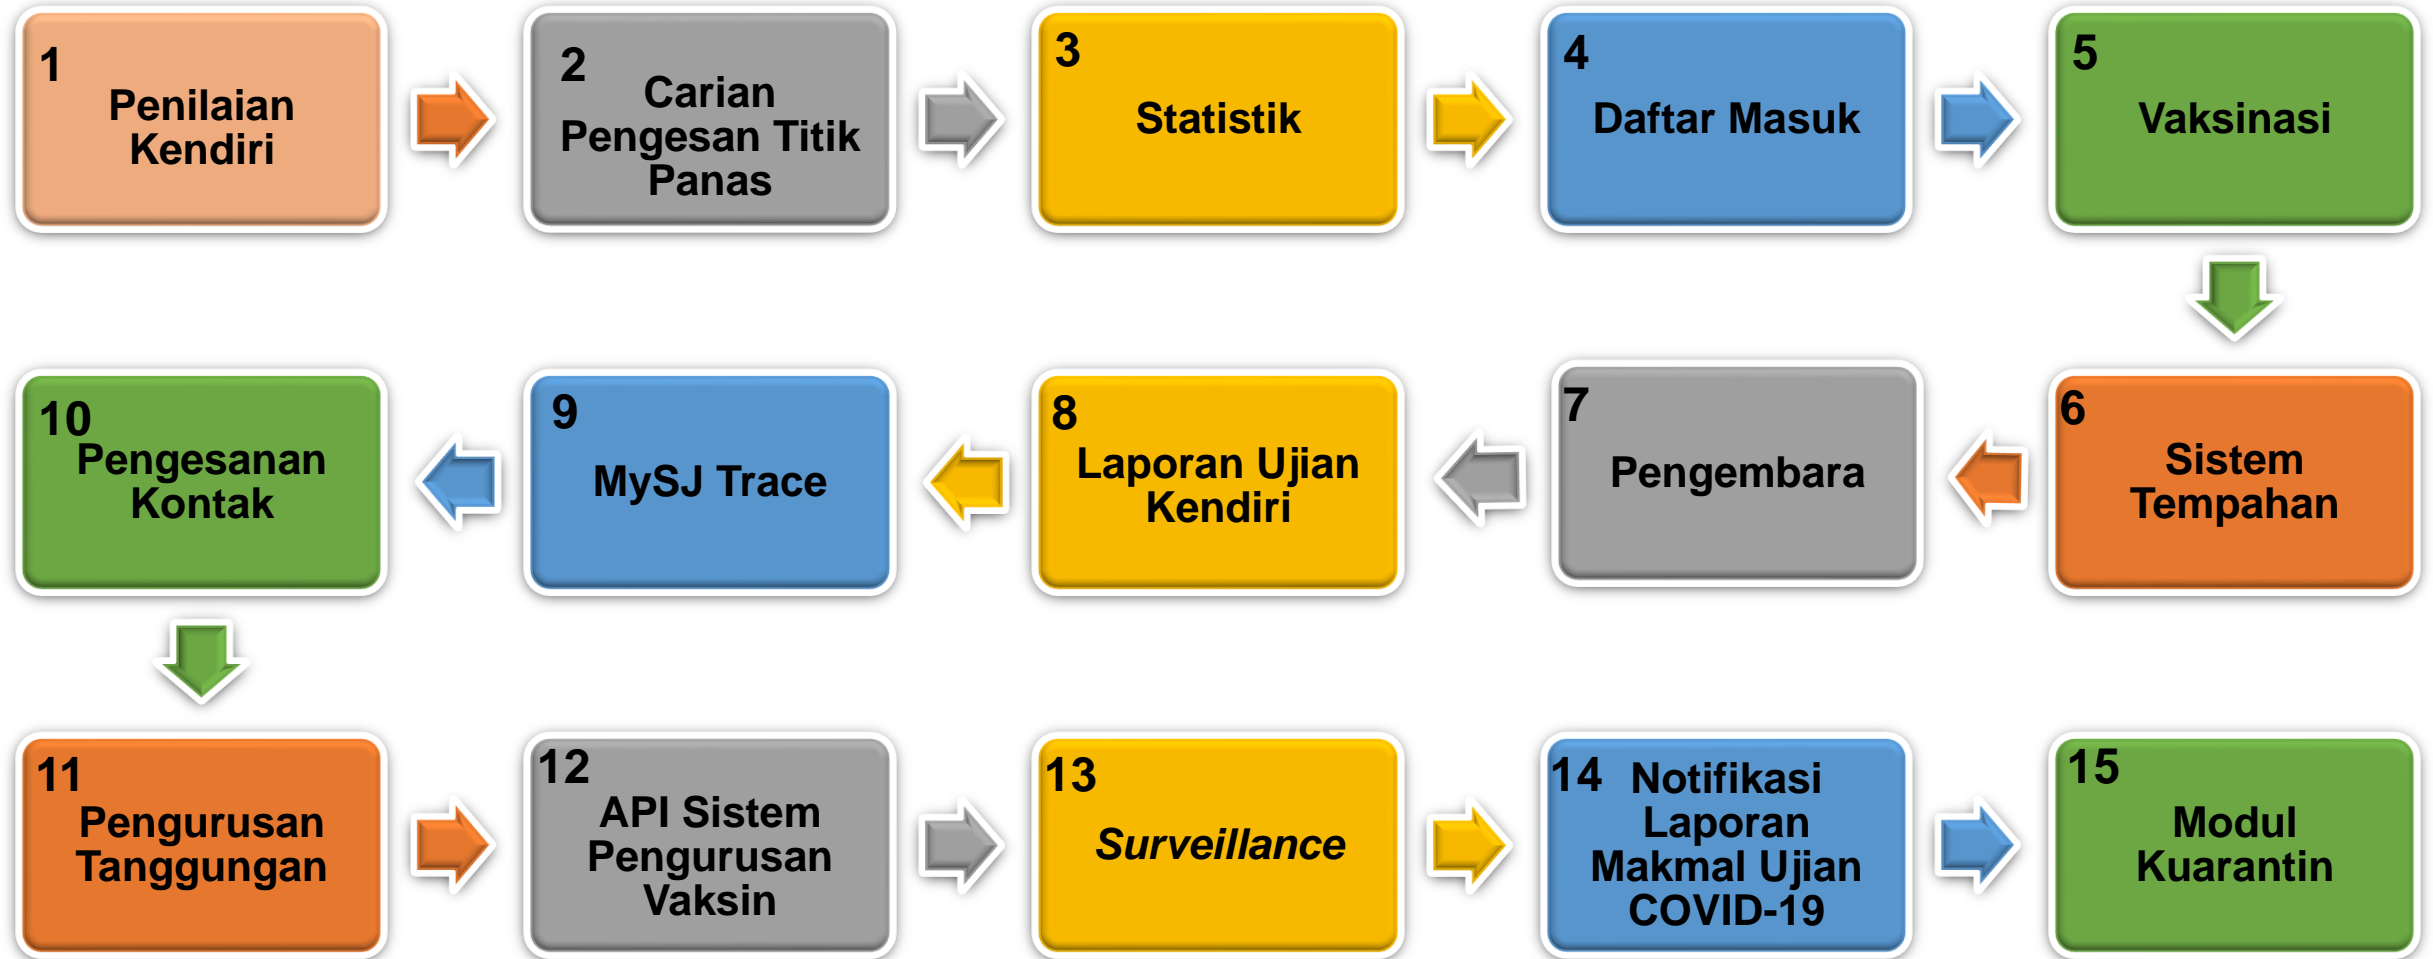 1
Penilaian
Kendiri
2
Carian
Pengesan Titik
Panas
3
Statistik
4
Daftar Masuk
5
Vaksinasi
6
Sistem
Tempahan
7
Pengembara
8
Laporan Ujian
Kendiri
9
MySJ Trace
10
Pengesanan
Kontak
11
Pengurusan
Tanggungan
12
API Sistem
Pengurusan
Vaksin
13
Surveillance
14
Notifikasi
Laporan
Makmal Ujian
COVID-19
15
Modul
Kuarantin